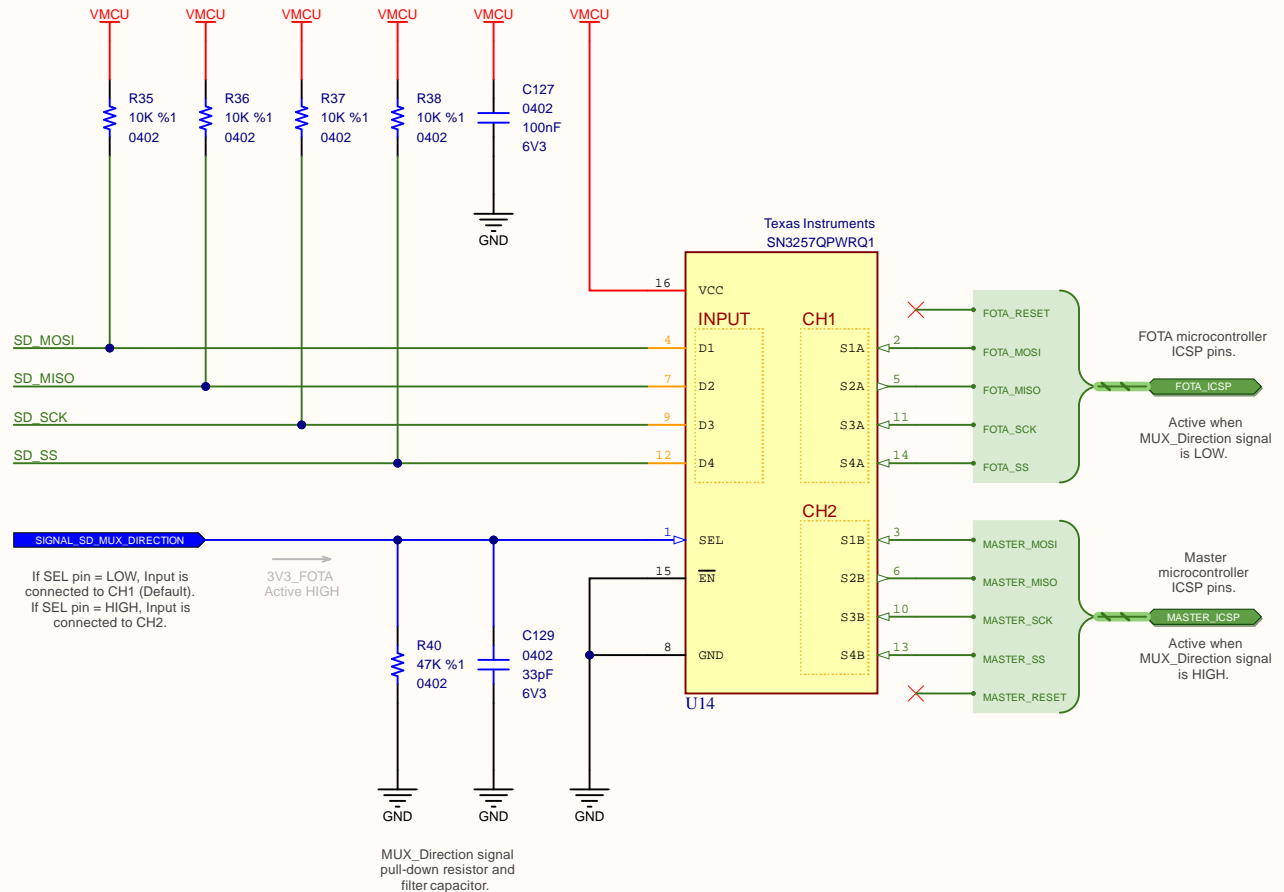 VMCU
VMCU
VMCU
VMCU
VMCU
VMCU
R35
10K %1
0402
R36
10K %1
0402
R37
10K %1
0402
R38
10K %1
0402
C127
0402
100nF
6V3
GND
Texas Instruments
SN3257QPWRQ1
16
VCC
INPUT
CH1
SD_MOSI
4
D1
S1A
2
SD_MISO
7
D2
S2A
5
SD_SCK
9
D3
S3A
11
SD_SS
12
D4
S4A
14
FOTA_RESET
FOTA_MOSI
FOTA_MISO
FOTA_SCK
FOTA_SS
FOTA microcontroller
ICSP pins.
FOTA_ICSP
Active when
MUX_Direction signal
is LOW.
SIGNAL_SD_MUX_DIRECTION
If SEL pin = LOW, Input is
connected to CH1 (Default).
If SEL pin = HIGH, Input is
connected to CH2.
3V3_FOTA
Active HIGH
1
SEL
15
EN
8
GND
CH2
S1B
3
S2B
6
S3B
10
S4B
13
MASTER_MOSI
MASTER_MISO
MASTER_SCK
MASTER_SS
MASTER_RESET
Master
microcontroller
ICSP pins.
MASTER_ICSP
Active when
MUX_Direction signal
is HIGH.
R40
47K %1
0402
C129
0402
33pF
6V3
U14
GND
GND
GND
MUX_Direction signal
pull-down resistor and
filter capacitor.